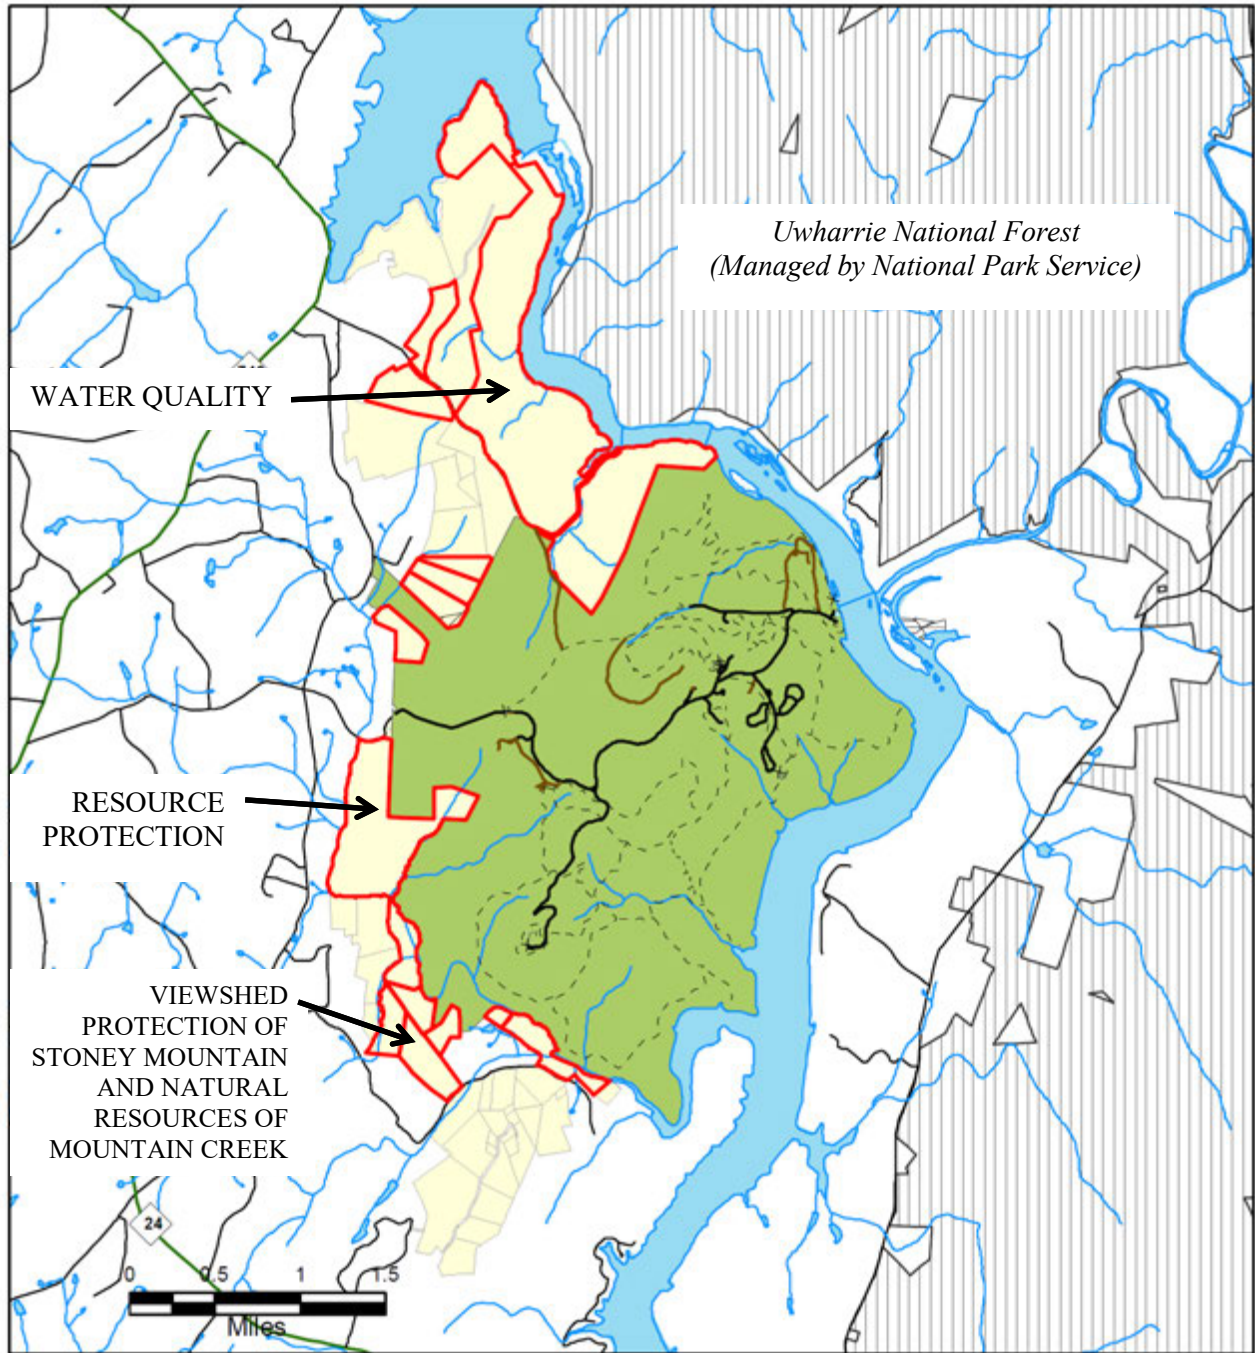 Uwharrie National Forest
(Managed by National Park Service)
WATER QUALITY
RESOURCE
PROTECTION
VIEWSHED
PROTECTION OF
STONEY MOUNTAIN
AND NATURAL
RESOURCES OF
MOUNTAIN CREEK
24
0 0.5 1 1.5
Miles